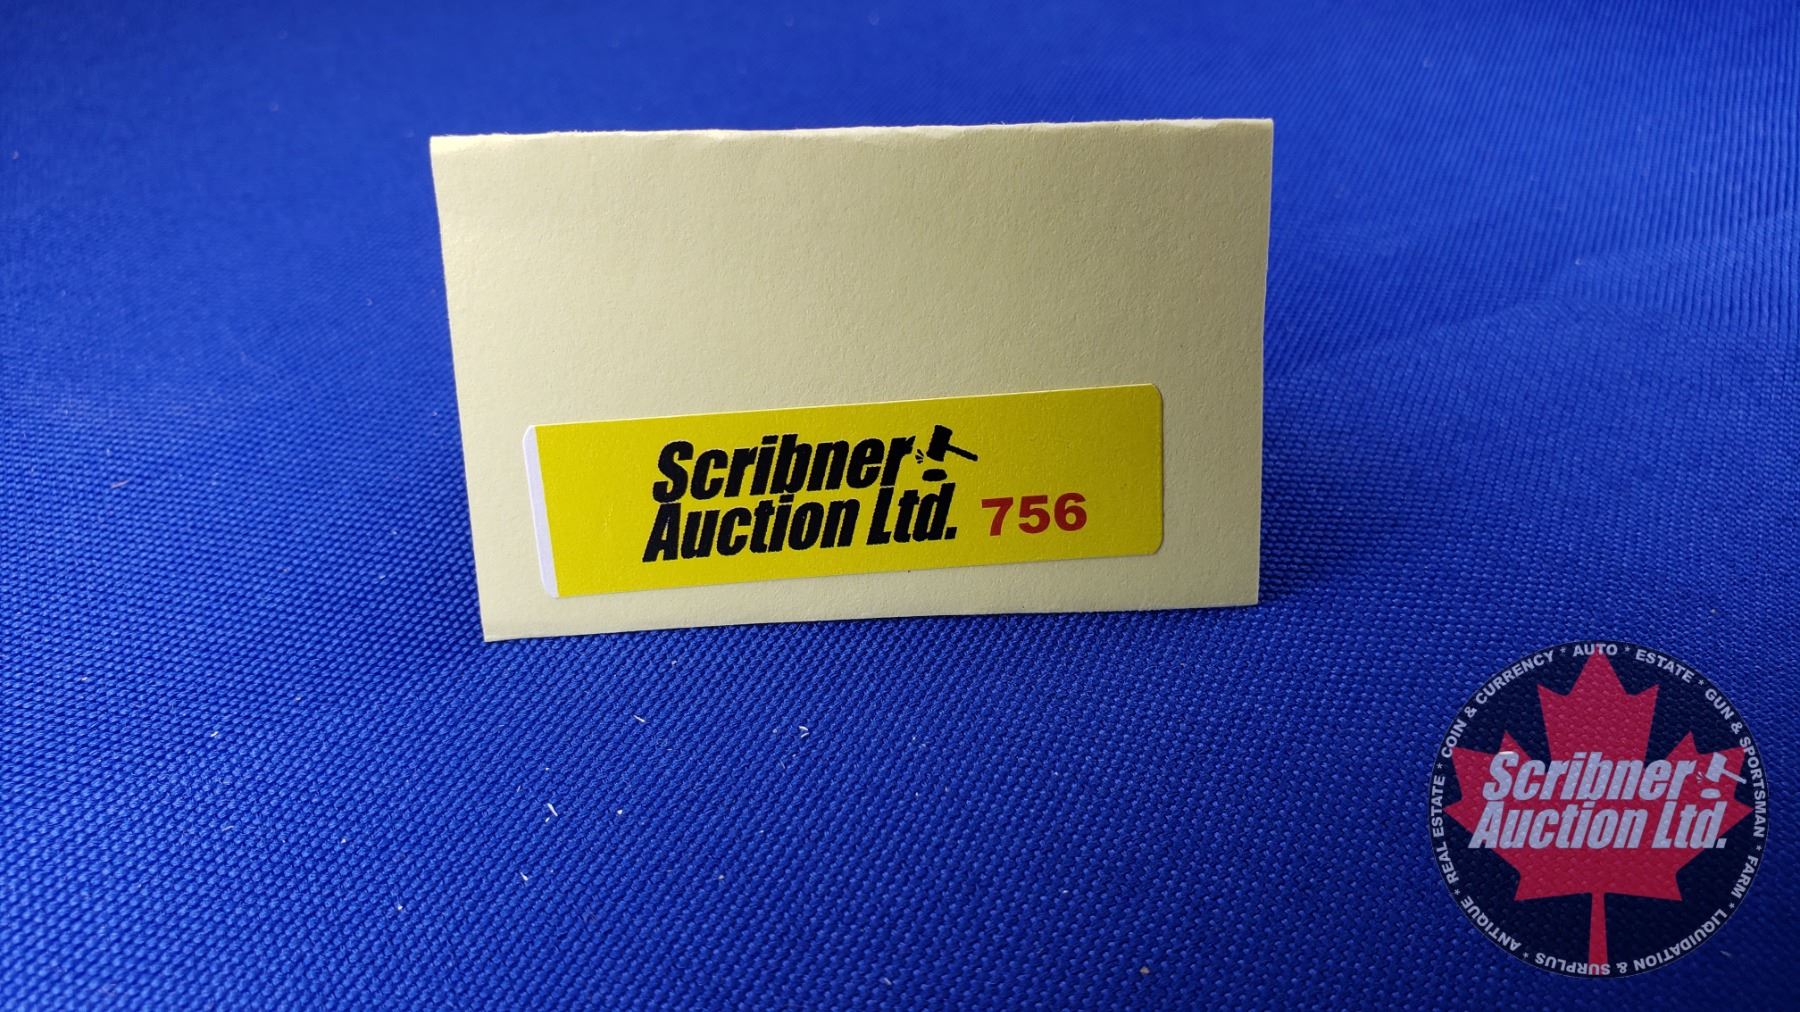 Scribner
Auction Ltd. 756
COIN & CURRENCY * AUTO * ESTATE * GUN & SPORTSMAN * FARM * LIQUIDATION & SURPLUS * ANTIQUE * REAL ESTATE *
Scribner
Auction Ltd.